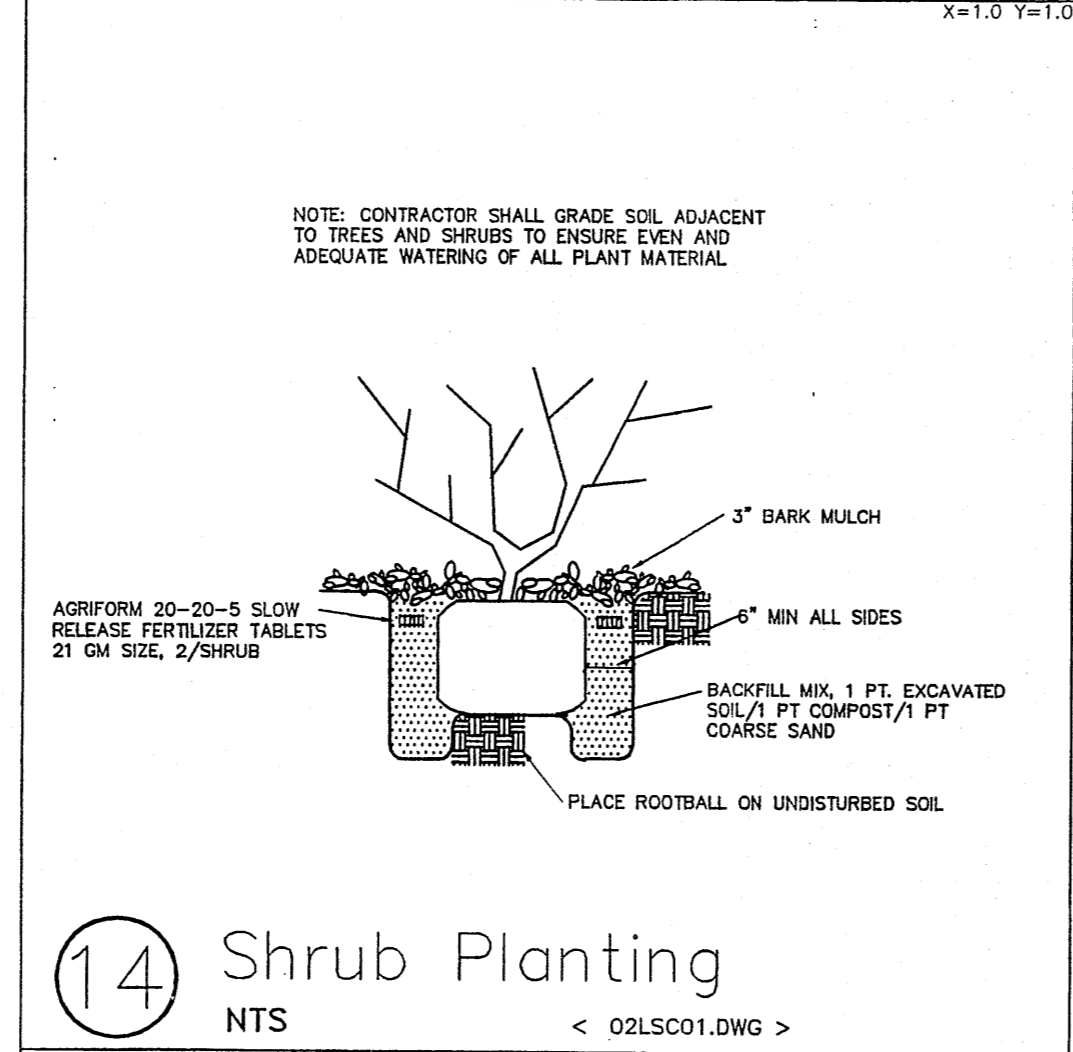 X=1.0 Y=1.0
NOTE: CONTRACTOR SHALL GRADE SOIL ADJACENT
TO TREES AND SHRUBS TO ENSURE EVEN AND
ADEQUATE WATERING OF ALL PLANT MATERIAL
3" BARK MULCH
AGRIFORM 20-20-5 SLOW
RELEASE FERTILIZER TABLETS
21 GM SIZE, 2/SHRUB
6" MIN ALL SIDES
BACKFILL MIX, 1 PT. EXCAVATED
SOIL/1 PT COMPOST/1 PT
COARSE SAND
PLACE ROOTBALL ON UNDISTURBED SOIL
14 Shrub Planting
NTS < 02LSC01.DWG >